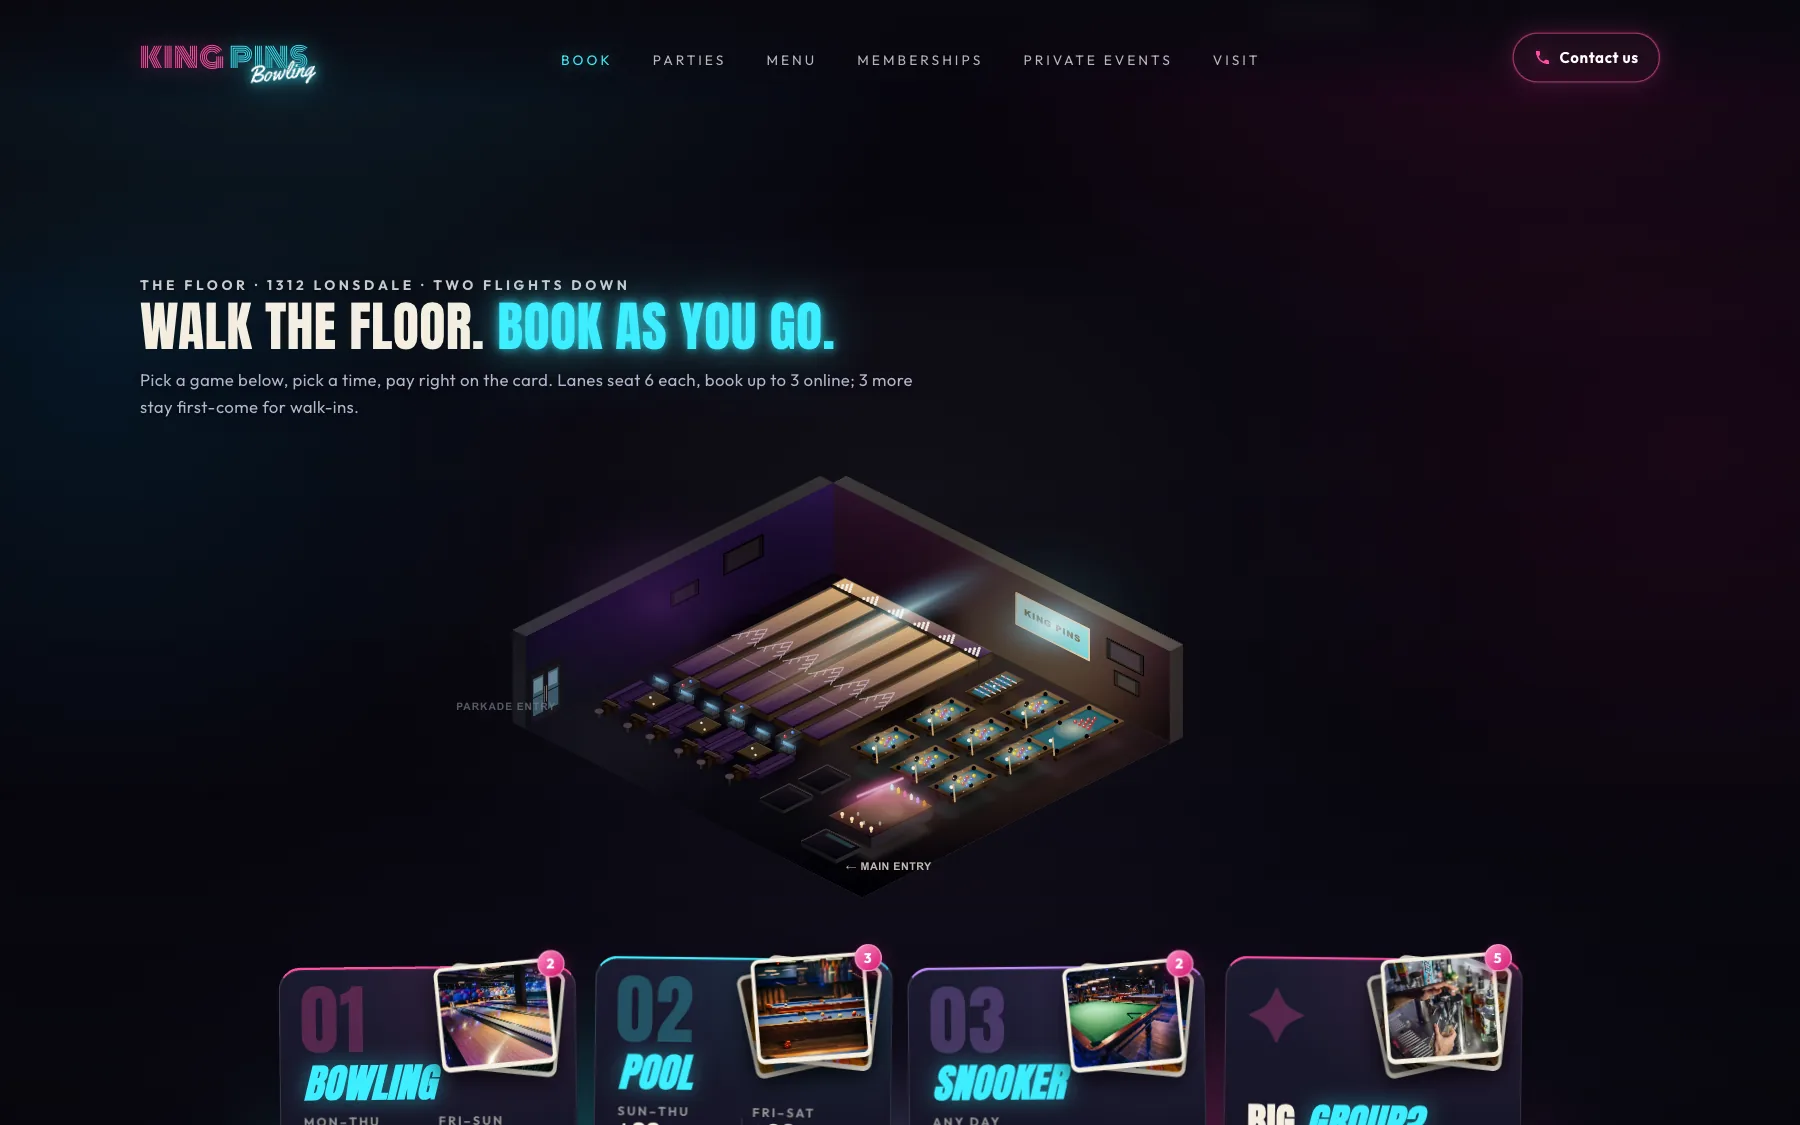 KING PINS
Bowling
BOOK
PARTIES
MENU
MEMBERSHIPS
PRIVATE EVENTS
VISIT
Contact us
THE FLOOR · 1312 LONSDALE · TWO FLIGHTS DOWN
WALK THE FLOOR. BOOK AS YOU GO.
Pick a game below, pick a time, pay right on the card. Lanes seat 6 each, book up to 3 online; 3 more
stay first-come for walk-ins.
KING PINS
PARKADE ENTRY
← MAIN ENTRY
01
2
BOWLING
MON–THU
FRI–SUN
02
3
POOL
SUN–THU
FRI–SAT
03
2
SNOOKER
ANY DAY
5
BIG GROUP?